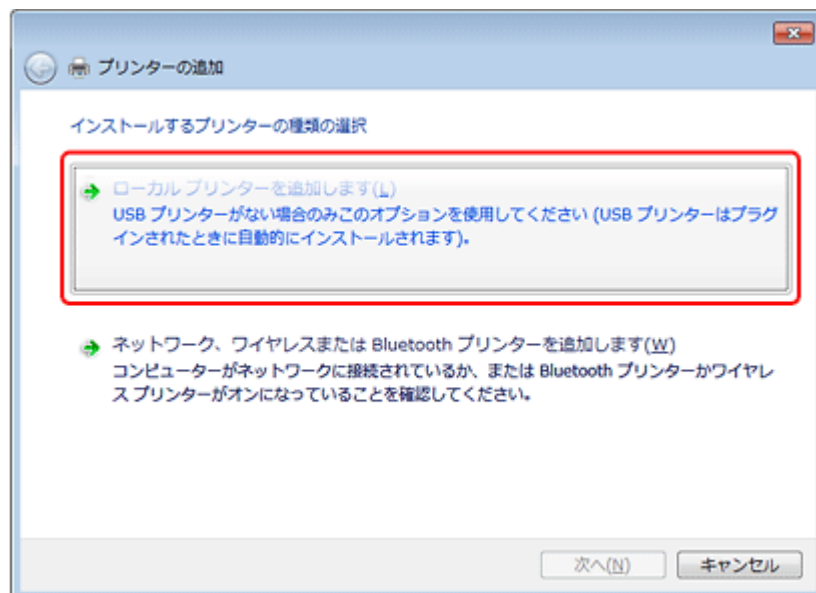 プリンターの追加
インストールするプリンターの種類の選択
ローカル プリンターを追加します(L)
USB プリンターがない場合のみこのオプションを使用してください (USB プリンターはプラグ
インされたときに自動的にインストールされます)。
ネットワーク、ワイヤレスまたは Bluetooth プリンターを追加します(W)
コンピューターがネットワークに接続されているか、または Bluetooth プリンターかワイヤレ
ス プリンターがオンになっていることを確認してください。
次へ(N) キャンセル